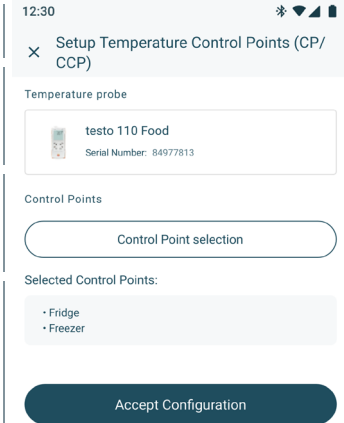 12:30
Setup Temperature Control Points (CP/
CCP)
Temperature probe
testo 110 Food
Serial Number: 84977813
Control Points
Control Point selection
Selected Control Points:
• Fridge
• Freezer
Accept Configuration